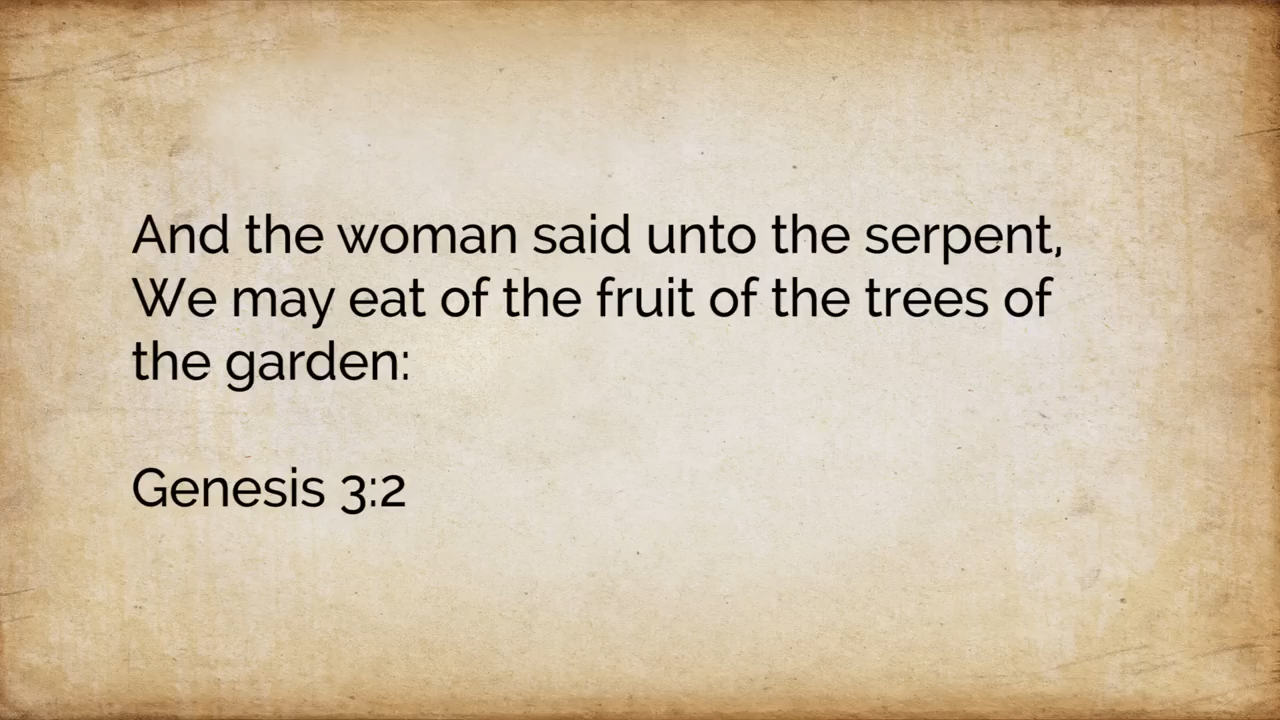 And the woman said unto the serpent,
We may eat of the fruit of the trees of
the garden:
Genesis 3:2